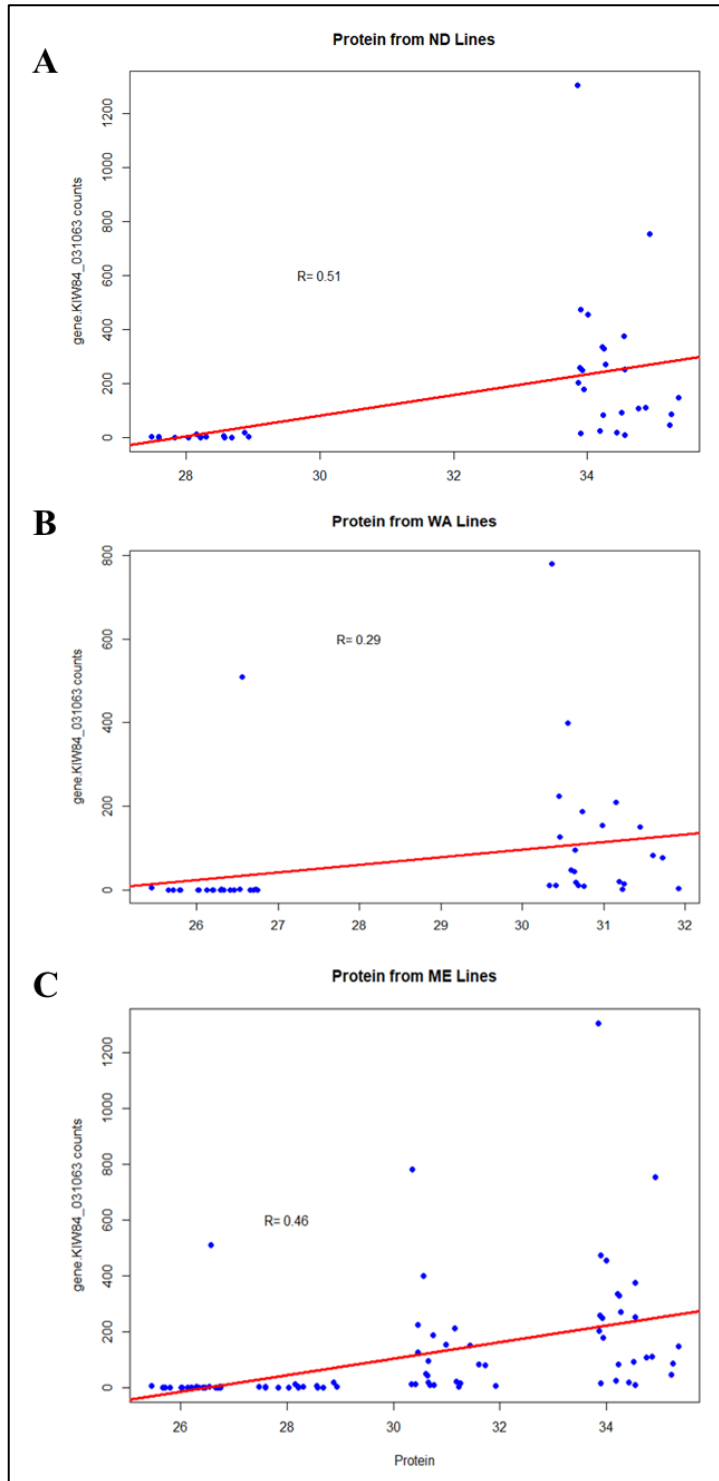 A
Protein from ND Lines
gene.KIW84_031063 counts
1200
1000
800
600
400
200
0
R= 0.51
28
30
32
34
B
Protein from WA Lines
gene.KIW84_031063 counts
800
600
400
200
0
R= 0.29
26
27
28
29
30
31
32
C
Protein from ME Lines
gene.KIW84_031063 counts
1200
1000
800
600
400
200
0
R= 0.46
26
28
30
32
34
Protein